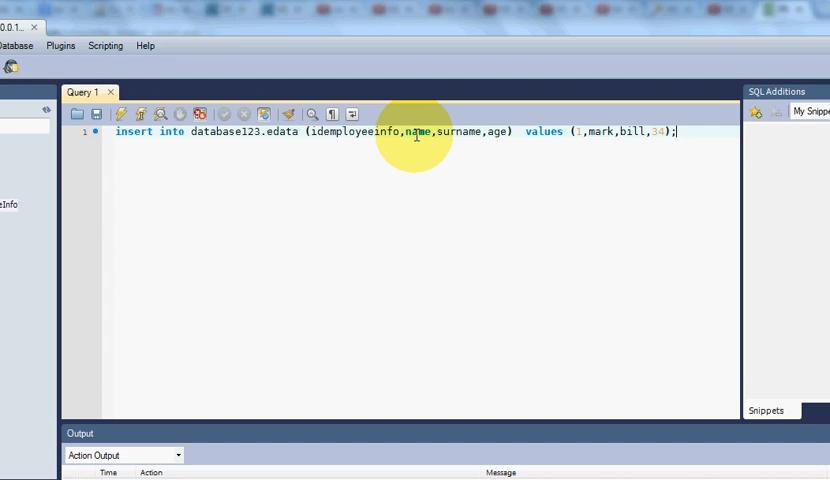 0.0.1...
Database Plugins Scripting Help
Query 1
SQL Additions
My Snippe
1 insert into database123.edata (idemployeeinfo,name,surname,age) values (1,mark,bill,34);
eInfo
Snippets
Output
Action Output
Time Action Message